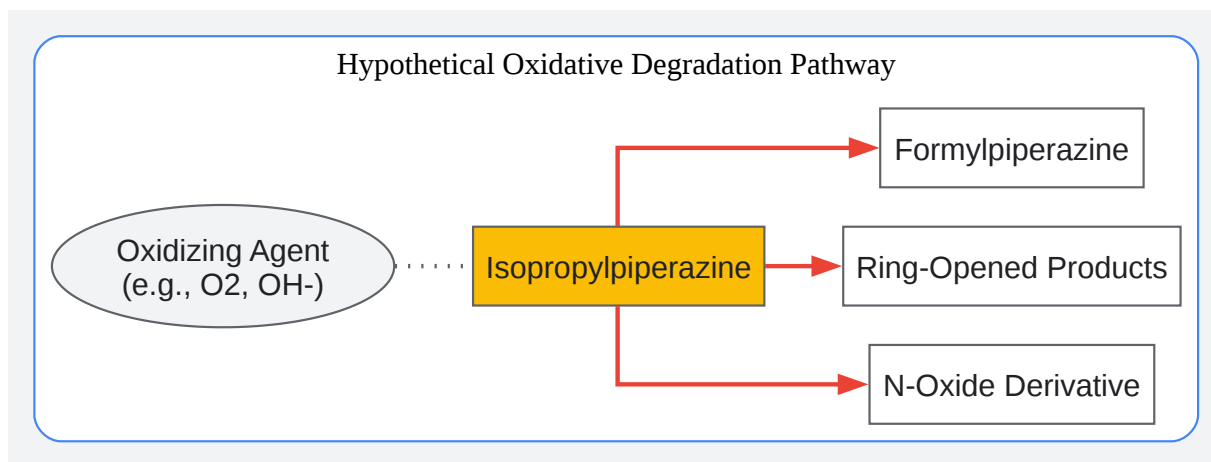 Hypothetical Oxidative Degradation Pathway
Formylpiperazine
Oxidizing Agent
(e.g., O2, OH-)
Isopropylpiperazine
Ring-Opened Products
N-Oxide Derivative